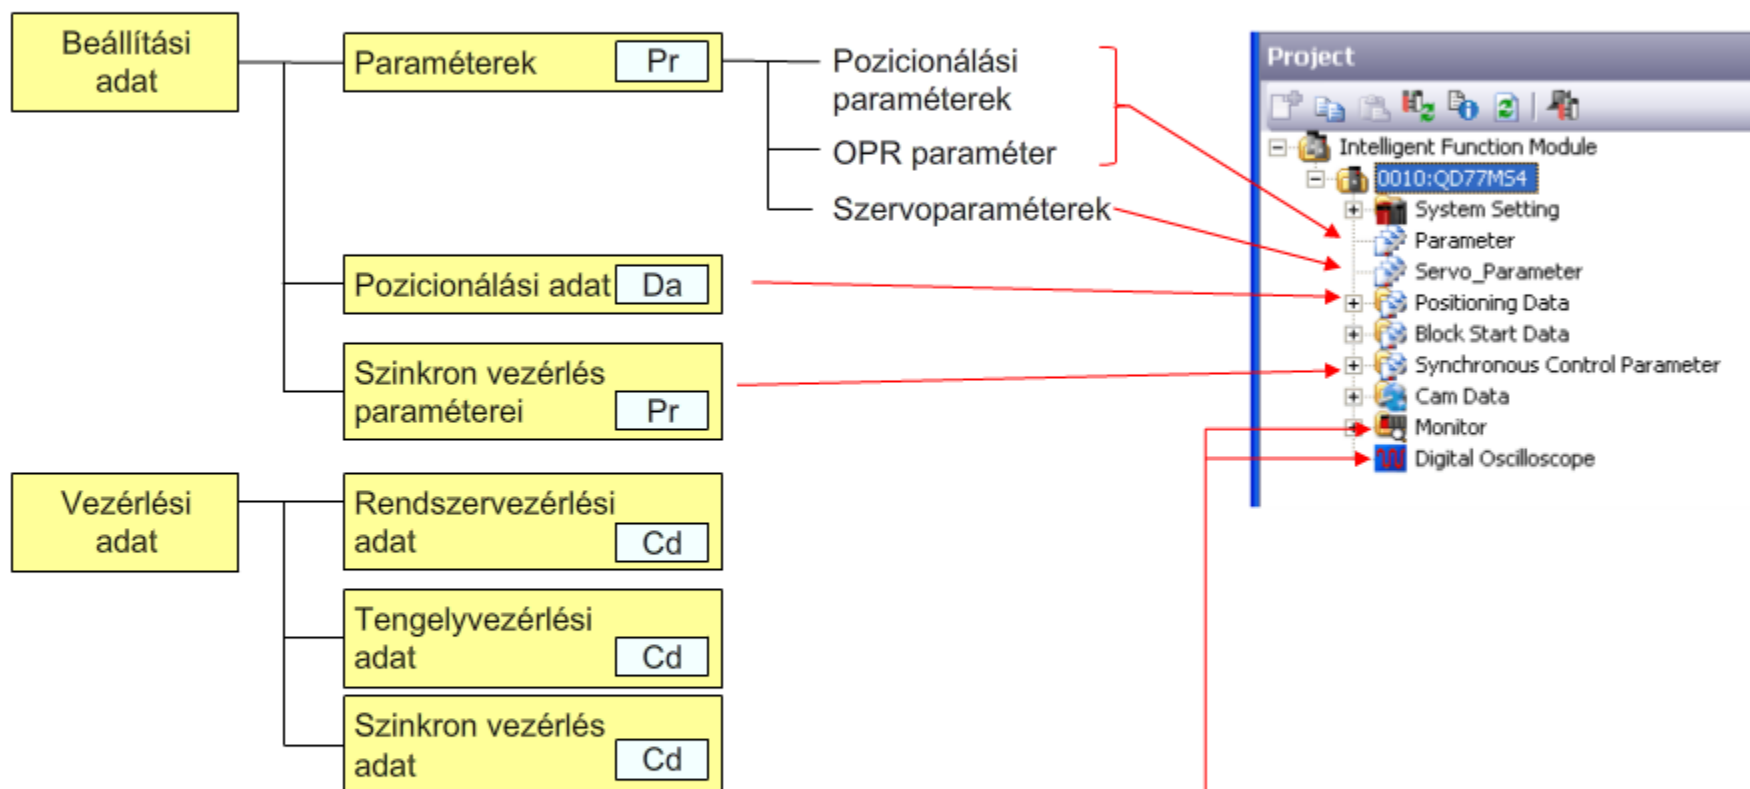 Beállítási
adat
Paraméterek Pr
Pozicionálási
paraméterek
OPR paraméter
Szervoparaméterek
Pozicionálási adat Da
Szinkron vezérlés
paraméterei Pr
Vezérlési
adat
Rendszervezérlési
adat Cd
Tengelyvezérlési
adat Cd
Szinkron vezérlés
adat Cd
Project
Intelligent Function Module
0010:QD77MS4
System Setting
Parameter
Servo_Parameter
Positioning Data
Block Start Data
Synchronous Control Parameter
Cam Data
Monitor
Digital Oscilloscope